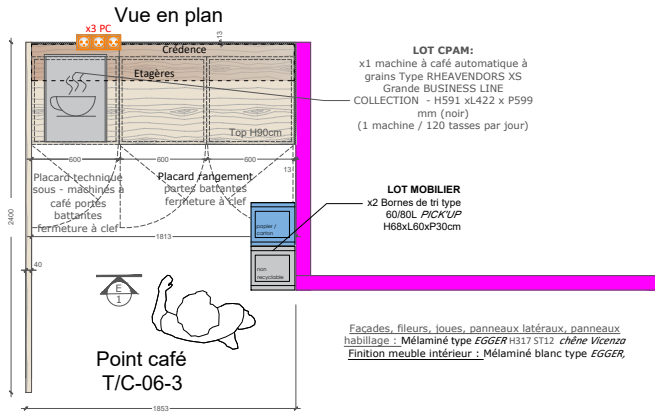 Vue en plan
x3 PC
13
Crédence
Etagères
Top H90cm
600
600
600
13
Placard technique
sous - machines à
café portes
battantes
fermeture à clef
Placard rangement
portes battantes
fermeture à clef
1813
2400
40
papier /
carton
non
recyclable
E
1
Point café
T/C-06-3
1853
LOT CPAM:
x1 machine à café automatique à
grains Type RHEAVENDORS XS
Grande BUSINESS LINE
COLLECTION - H591 xL422 x P599
mm (noir)
(1 machine / 120 tasses par jour)
LOT MOBILIER
x2 Bornes de tri type
60/80L PICK'UP
H68xL60xP30cm
Façades, fileurs, joues, panneaux latéraux, panneaux
habillage : Mélaminé type EGGER H317 ST12 chêne Vicenza
Finition meuble intérieur : Mélaminé blanc type EGGER,